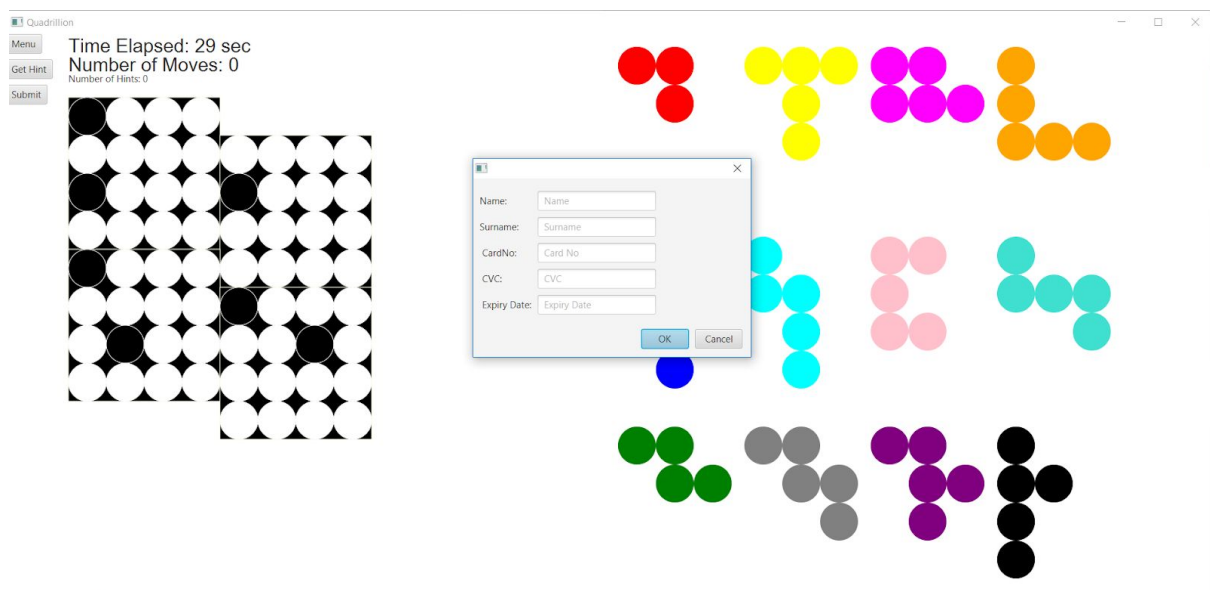 Quadrillion
Menu
Time Elapsed: 29 sec
Get Hint
Number of Moves: 0
Number of Hints: 0
Submit
Name: Name
Surname: Surname
CardNo: Card No
CVC: CVC
Expiry Date: Expiry Date
OK Cancel